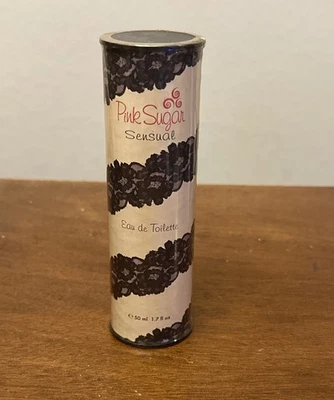 Pink Sugar
Sensual
Eau de Toilette
℮ 50 ml 1.7 fl oz